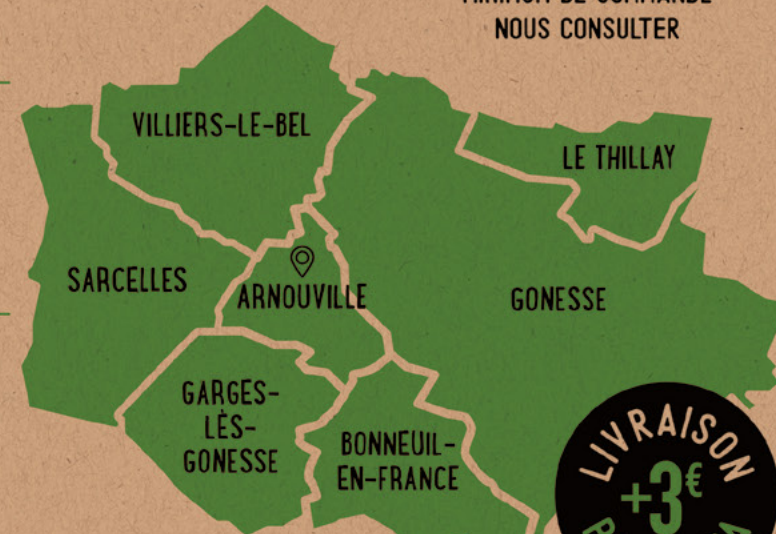 NOUS CONSULTER
VILLIERS-LE-BEL
LE THILLAY
SARCELLES
ARNOUVILLE
GONESSE
GARGES-
LÈS-
GONESSE
BONNEUIL-
EN-FRANCE
LIVRAISON
+3€